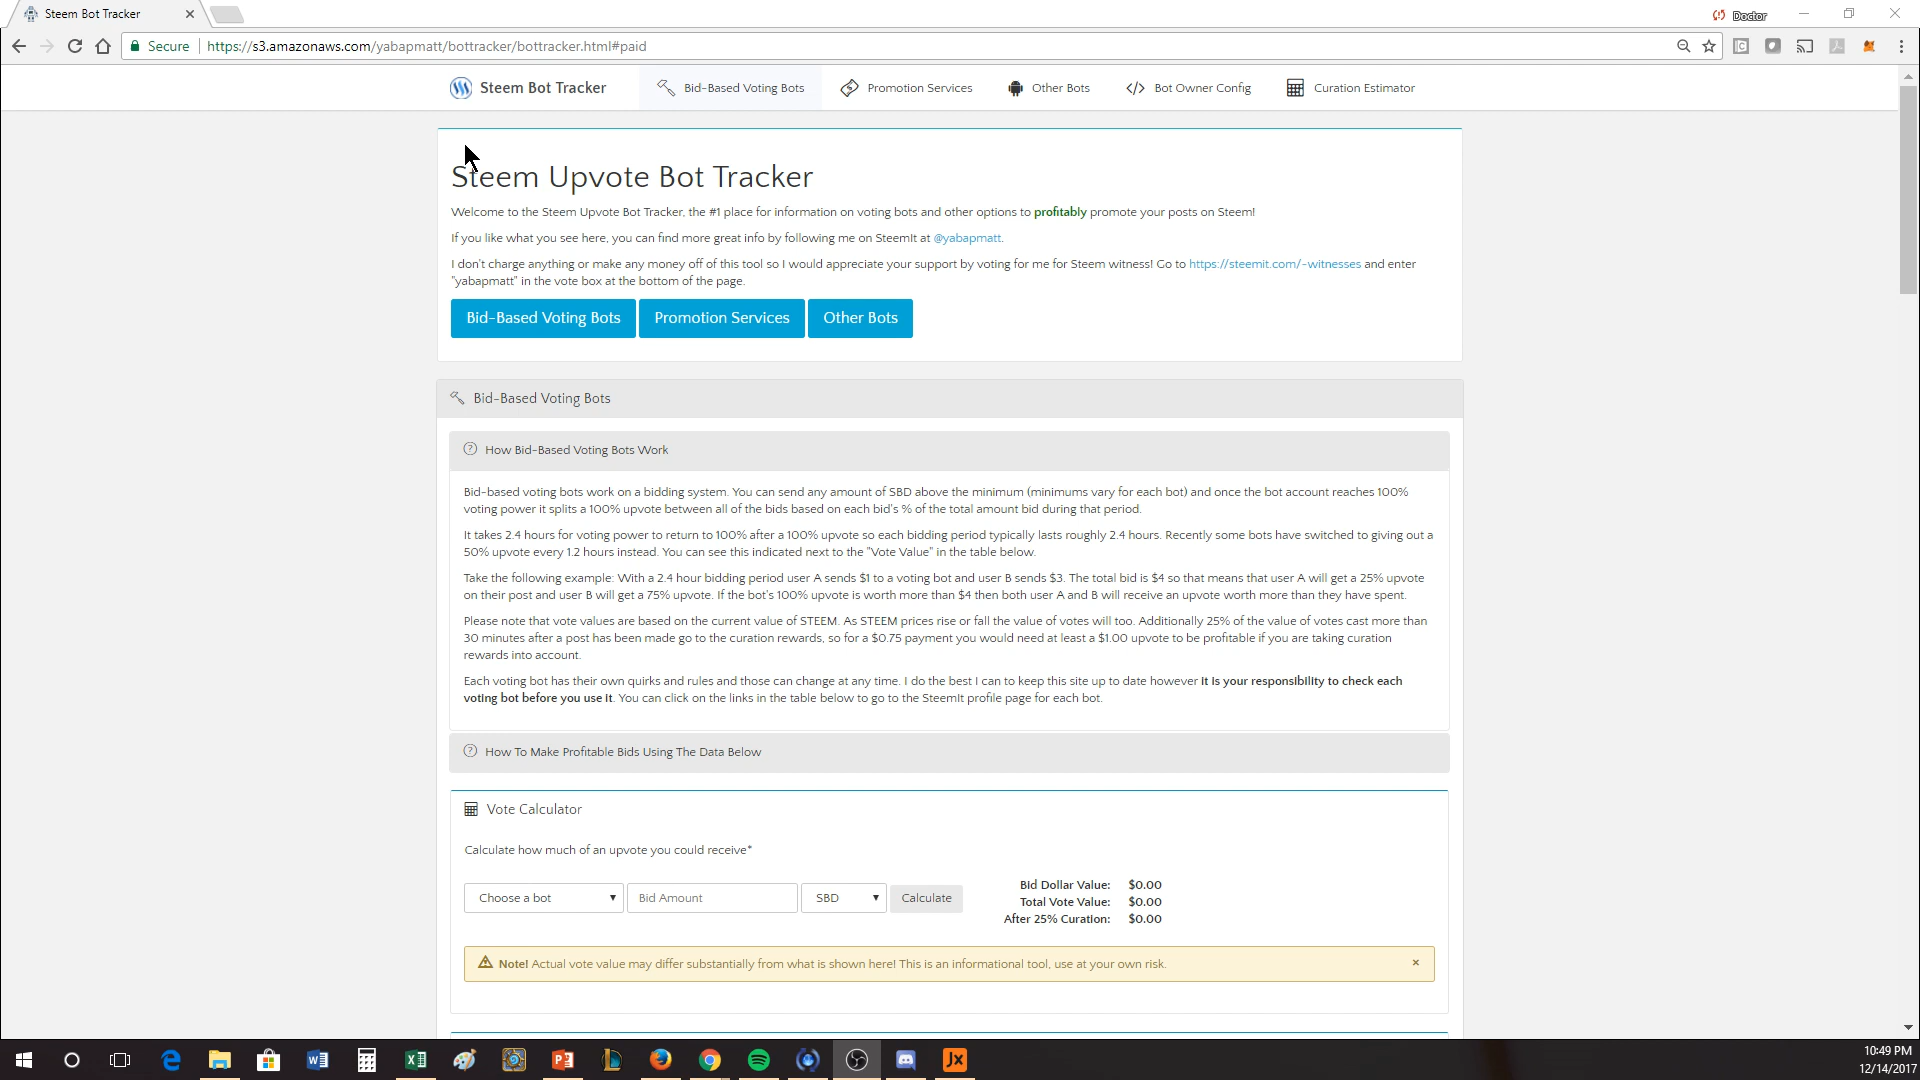 Steem Bot Tracker
Doctor
Secure https://s3.amazonaws.com/yabapmatt/bottracker/bottracker.html#paid
Steem Bot Tracker Bid-Based Voting Bots Promotion Services Other Bots Bot Owner Config Curation Estimator
Steem Upvote Bot Tracker
Welcome to the Steem Upvote Bot Tracker, the #1 place for information on voting bots and other options to profitably promote your posts on Steem!
If you like what you see here, you can find more great info by following me on SteemIt at @yabapmatt.
I don't charge anything or make any money off of this tool so I would appreciate your support by voting for me for Steem witness! Go to https://steemit.com/~witnesses and enter
"yabapmatt" in the vote box at the bottom of the page.
Bid-Based Voting Bots Promotion Services Other Bots
Bid-Based Voting Bots
How Bid-Based Voting Bots Work
Bid-based voting bots work on a bidding system. You can send any amount of SBD above the minimum (minimums vary for each bot) and once the bot account reaches 100%
voting power it splits a 100% upvote between all of the bids based on each bid's % of the total amount bid during that period.
It takes 2.4 hours for voting power to return to 100% after a 100% upvote so each bidding period typically lasts roughly 2.4 hours. Recently some bots have switched to giving out a
50% upvote every 1.2 hours instead. You can see this indicated next to the "Vote Value" in the table below.
Take the following example: With a 2.4 hour bidding period user A sends $1 to a voting bot and user B sends $3. The total bid is $4 so that means that user A will get a 25% upvote
on their post and user B will get a 75% upvote. If the bot's 100% upvote is worth more than $4 then both user A and B will receive an upvote worth more than they have spent.
Please note that vote values are based on the current value of STEEM. As STEEM prices rise or fall the value of votes will too. Additionally 25% of the value of votes cast more than
30 minutes after a post has been made go to the curation rewards, so for a $0.75 payment you would need at least a $1.00 upvote to be profitable if you are taking curation
rewards into account.
Each voting bot has their own quirks and rules and those can change at any time. I do the best I can to keep this site up to date however it is your responsibility to check each
voting bot before you use it. You can click on the links in the table below to go to the SteemIt profile page for each bot.
How To Make Profitable Bids Using The Data Below
Vote Calculator
Calculate how much of an upvote you could receive*
Choose a bot Bid Amount SBD Calculate
Bid Dollar Value: $0.00
Total Vote Value: $0.00
After 25% Curation: $0.00
Note! Actual vote value may differ substantially from what is shown here! This is an informational tool, use at your own risk. ×
10:49 PM
12/14/2017